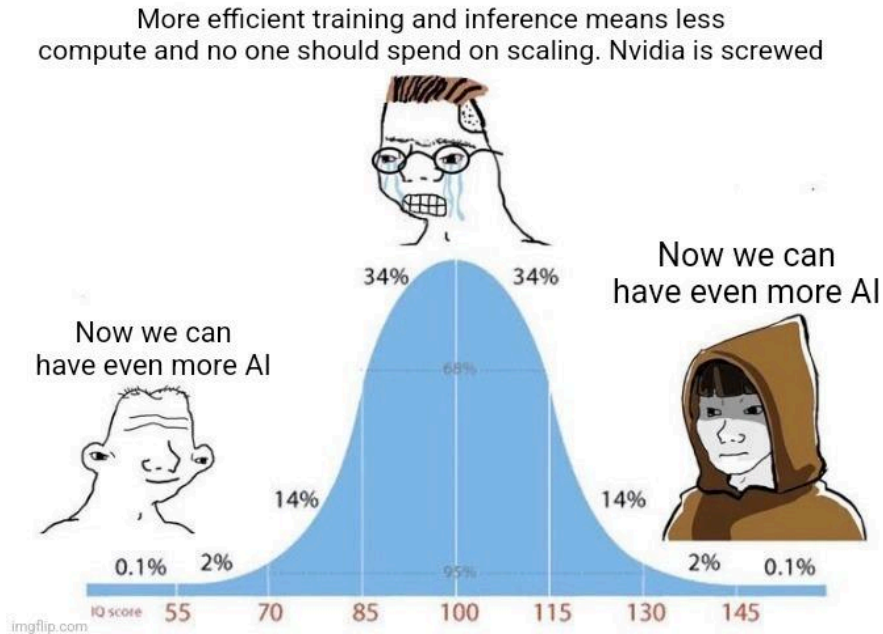 More efficient training and inference means less
compute and no one should spend on scaling. Nvidia is screwed
Now we can
have even more AI
34%
34%
Now we can
have even more AI
68%
14%
14%
0.1%
2%
95%
2%
0.1%
IQ score
55
70
85
100
115
130
145
imgflip.com